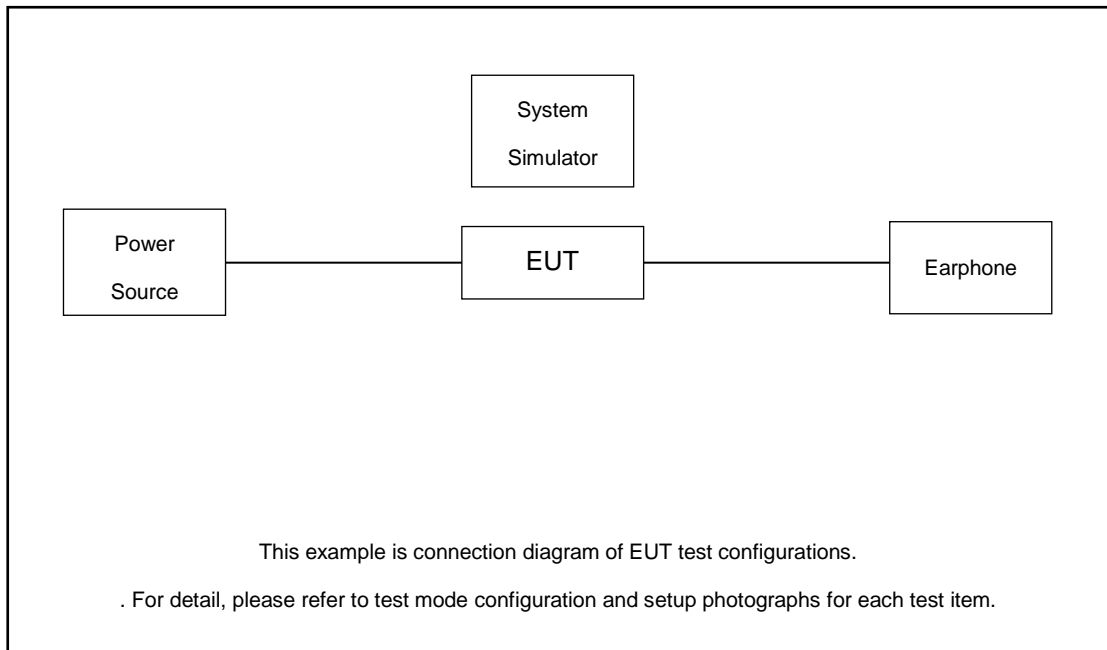 System
Simulator
Power
Source
EUT
Earphone
This example is connection diagram of EUT test configurations.
. For detail, please refer to test mode configuration and setup photographs for each test item.